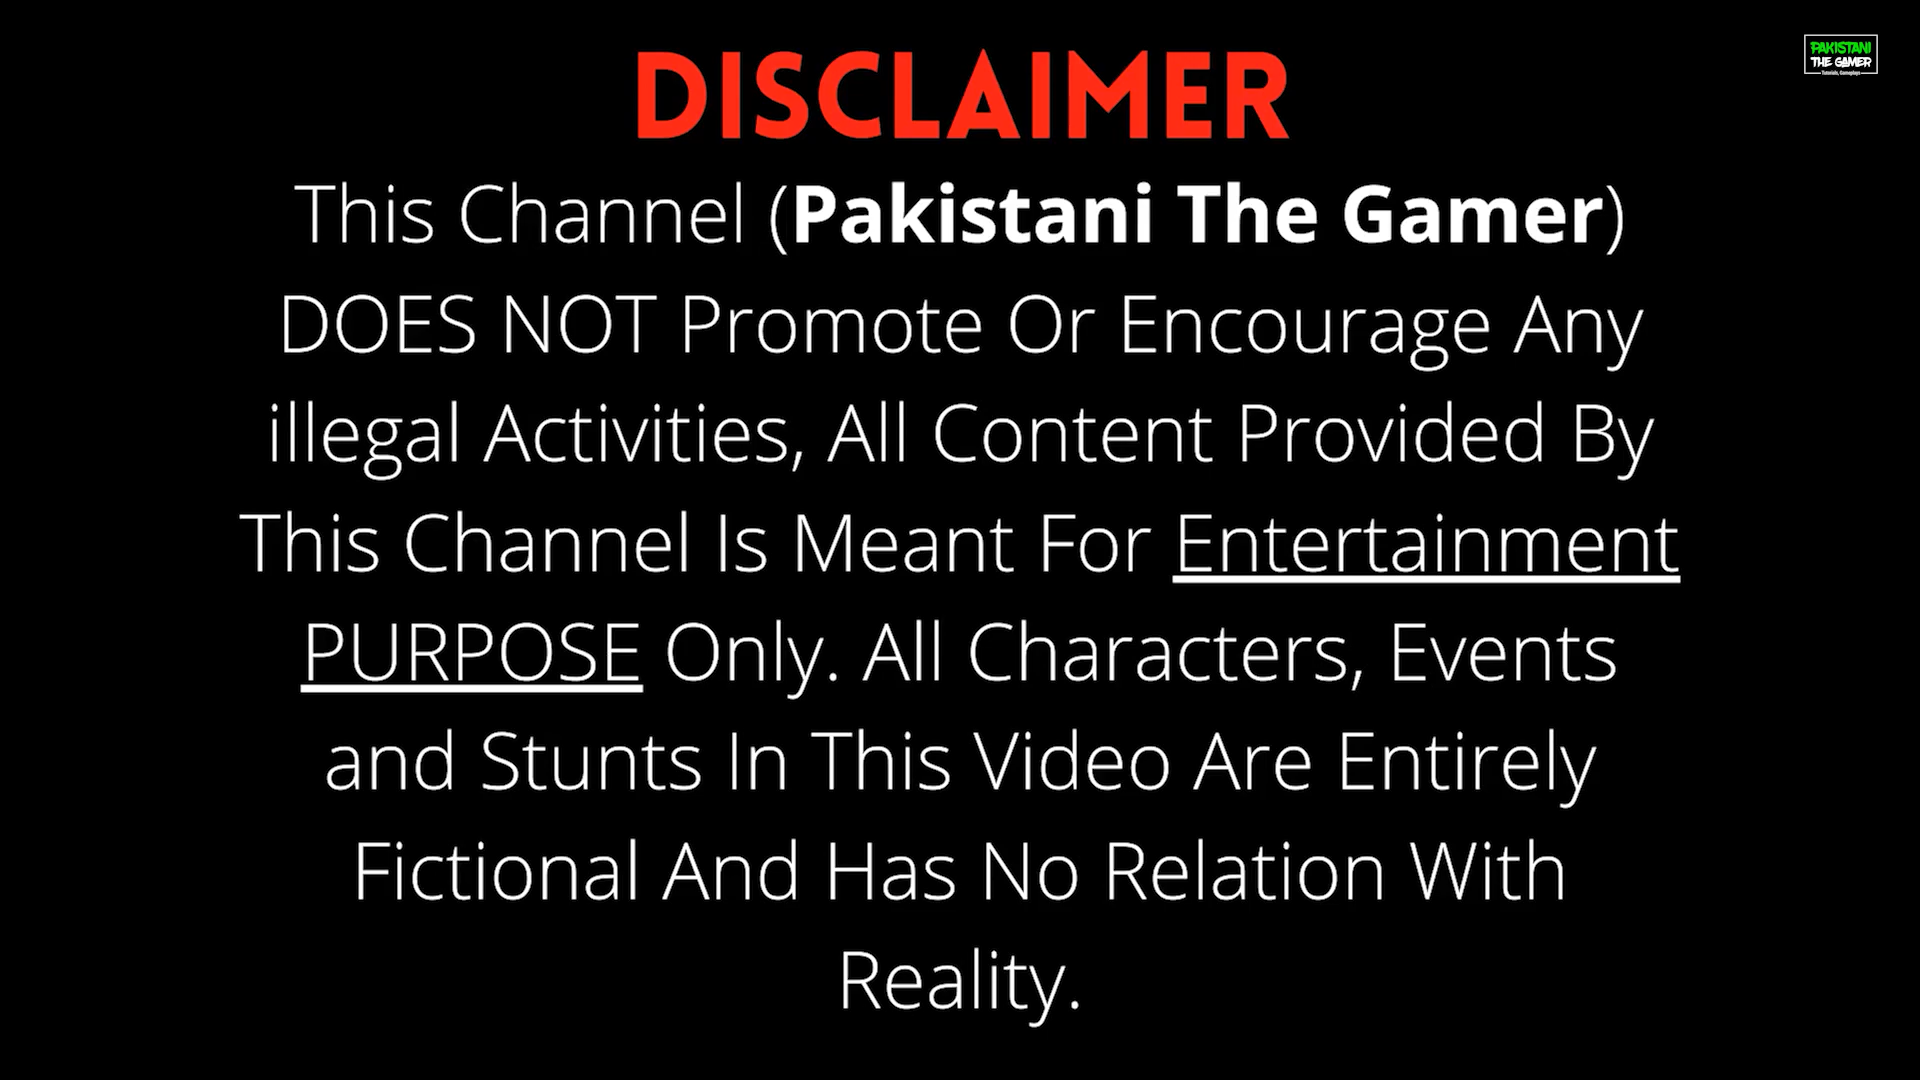 DISCLAIMER
PAKISTANI
THE GAMER
Tutorials, Gameplays
This Channel (Pakistani The Gamer)
DOES NOT Promote Or Encourage Any
illegal Activities, All Content Provided By
This Channel Is Meant For Entertainment
PURPOSE Only. All Characters, Events
and Stunts In This Video Are Entirely
Fictional And Has No Relation With
Reality.